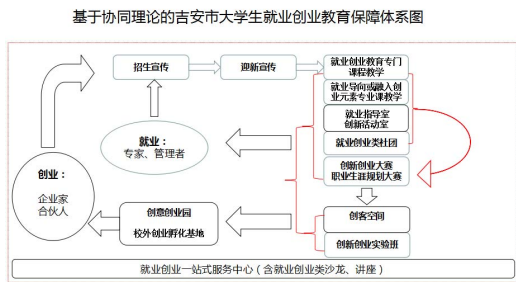 基于协同理论的吉安市大学生就业创业教育保障体系图
招生宣传
迎新宣传
就业创业教育专门
课程教学
就业导向或融入创
业元素专业课教学
就业指导室
创新活动室
就业创业类社团
创新创业大赛
职业生涯规划大赛
就业：
专家、管理者
创业：
企业家
合伙人
创意创业园
校外创业孵化基地
创客空间
创新创业实验班
就业创业一站式服务中心（含就业创业类沙龙、讲座）